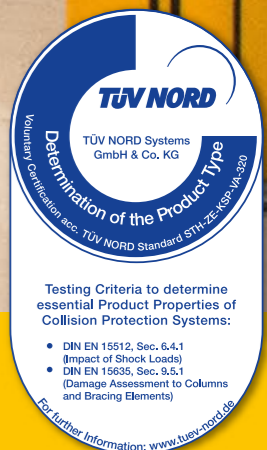 TÜV NORD
TÜV NORD Systems
GmbH & Co. KG
Determination of the Product Type
Voluntary Certification acc. TÜV NORD Standard STH-ZE-KSP-VA-320
Testing Criteria to determine
essential Product Properties of
Collision Protection Systems:
• DIN EN 15512, Sec. 6.4.1
(Impact of Shock Loads)
• DIN EN 15635, Sec. 9.5.1
(Damage Assessment to Columns
and Bracing Elements)
For further Information: www.tuev-nord.de